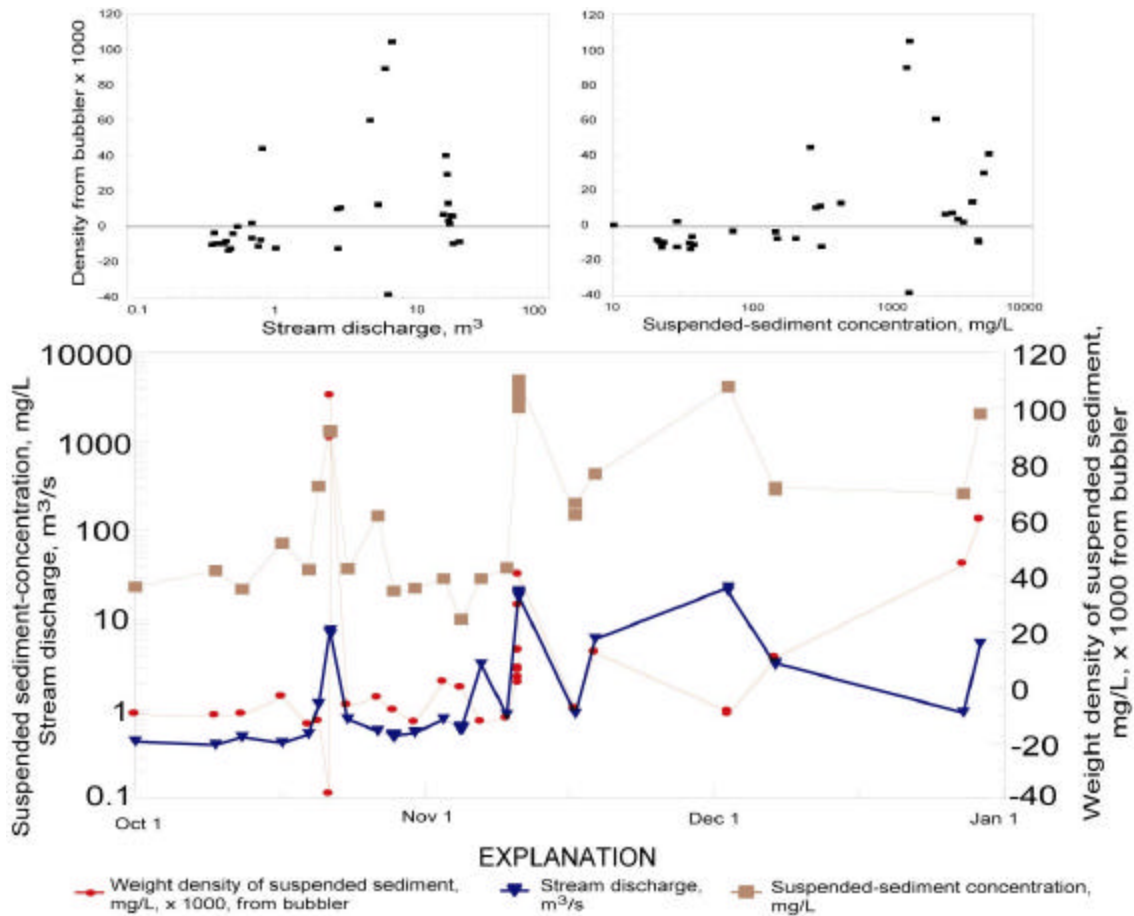 Density from bubbler x 1000
120
100
80
60
40
20
0
-20
-40
0.1
1
10
100
Stream discharge, m³
120
100
80
60
40
20
0
-20
-40
10
100
1000
10000
Suspended-sediment concentration, mg/L
Suspended sediment-concentration, mg/L
Stream discharge, m³/s
10000
1000
100
10
1
0.1
120
100
80
60
40
20
0
-20
-40
Weight density of suspended sediment,
mg/L, x 1000 from bubbler
Oct 1
Nov 1
Dec 1
Jan 1
EXPLANATION
Weight density of suspended sediment,
mg/L, x 1000, from bubbler
Stream discharge,
m³/s
Suspended-sediment concentration,
mg/L